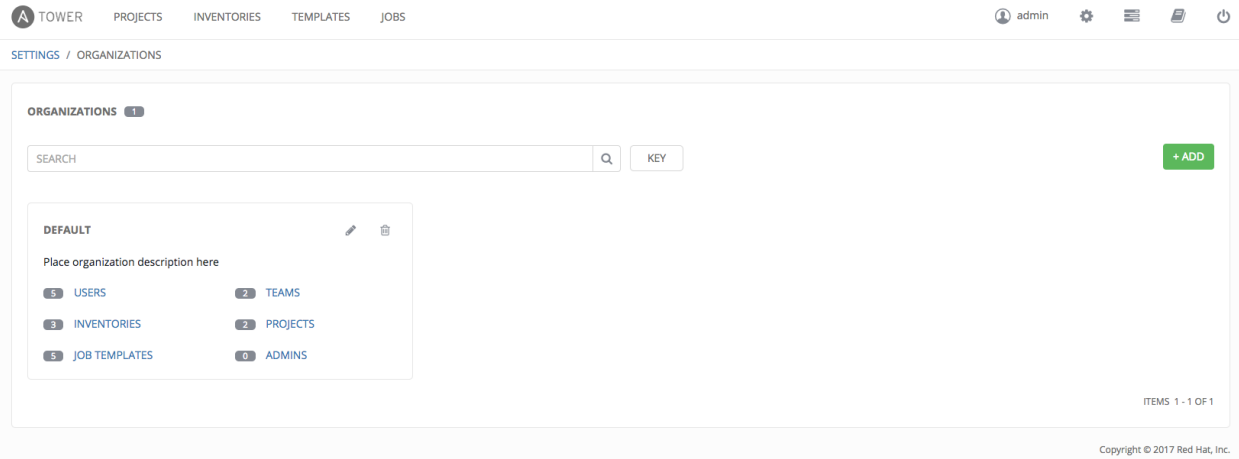 A TOWER PROJECTS INVENTORIES TEMPLATES JOBS admin
SETTINGS / ORGANIZATIONS
ORGANIZATIONS 1
SEARCH KEY + ADD
DEFAULT
Place organization description here
5 USERS 2 TEAMS
3 INVENTORIES 2 PROJECTS
5 JOB TEMPLATES 0 ADMINS
ITEMS 1 - 1 OF 1
Copyright © 2017 Red Hat, Inc.